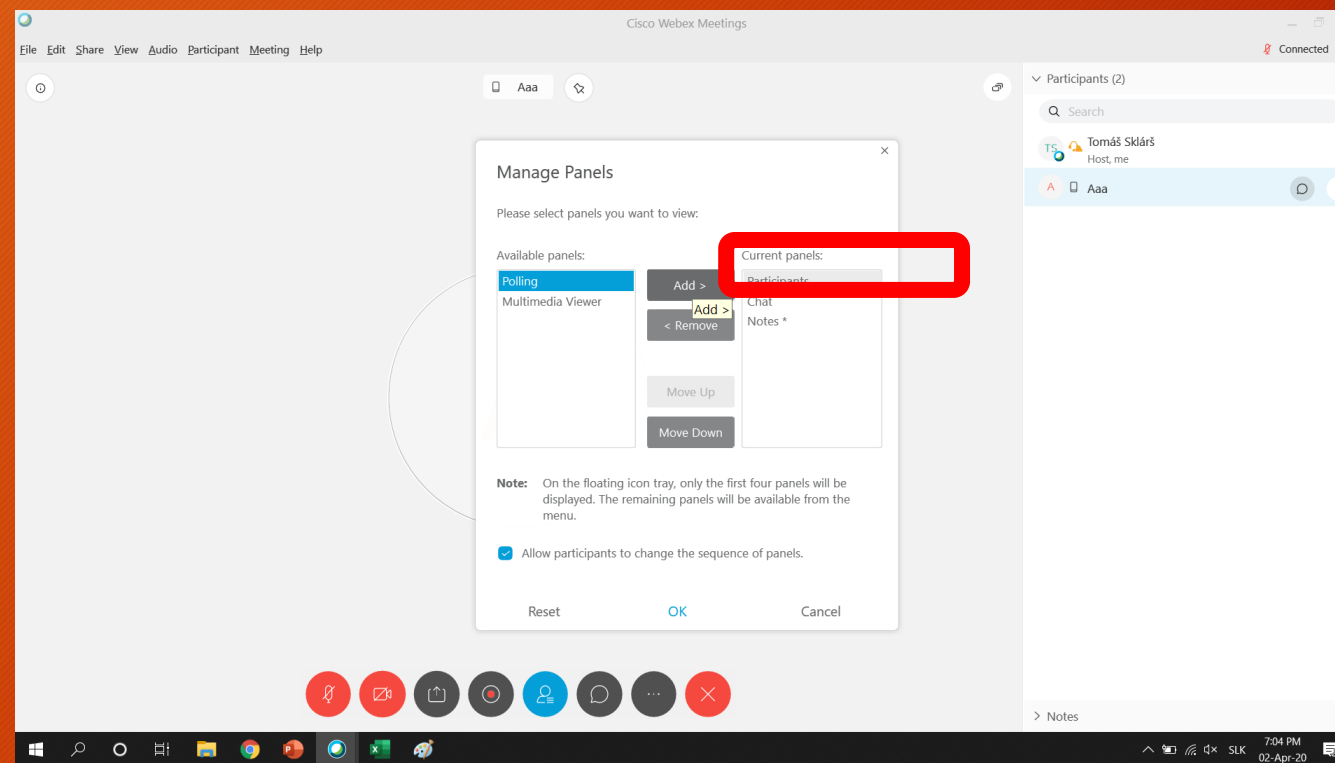 Cisco Webex Meetings
File Edit Share View Audio Participant Meeting Help
Connected
Aaa
Participants (2)
Search
TS
Tomáš Sklárš
Host, me
A
Aaa
Manage Panels
Please select panels you want to view:
Available panels:
Polling
Multimedia Viewer
Add >
Add >
< Remove
Move Up
Move Down
Current panels:
Participants
Chat
Notes *
Note: On the floating icon tray, only the first four panels will be
displayed. The remaining panels will be available from the
menu.
Allow participants to change the sequence of panels.
Reset OK Cancel
Notes
SLK
7:04 PM
02-Apr-20